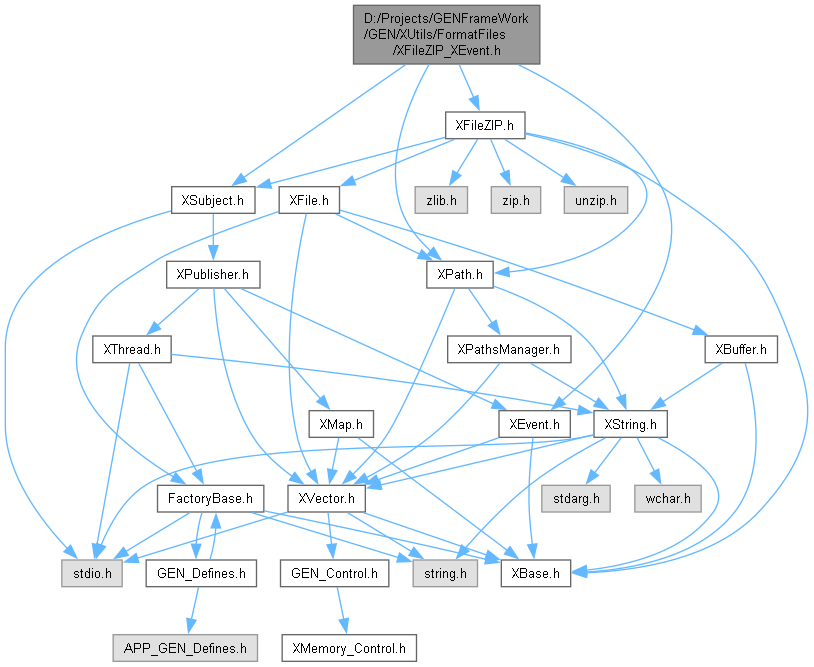 D:/Projects/GENFrameWork
/GEN/XUtils/FormatFiles
/XFileZIP_XEvent.h
XFileZIP.h
XSubject.h
XFile.h
zlib.h
zip.h
unzip.h
XPublisher.h
XPath.h
XThread.h
XPathsManager.h
XBuffer.h
XMap.h
XEvent.h
XString.h
FactoryBase.h
XVector.h
stdarg.h
wchar.h
stdio.h
GEN_Defines.h
GEN_Control.h
string.h
XBase.h
APP_GEN_Defines.h
XMemory_Control.h